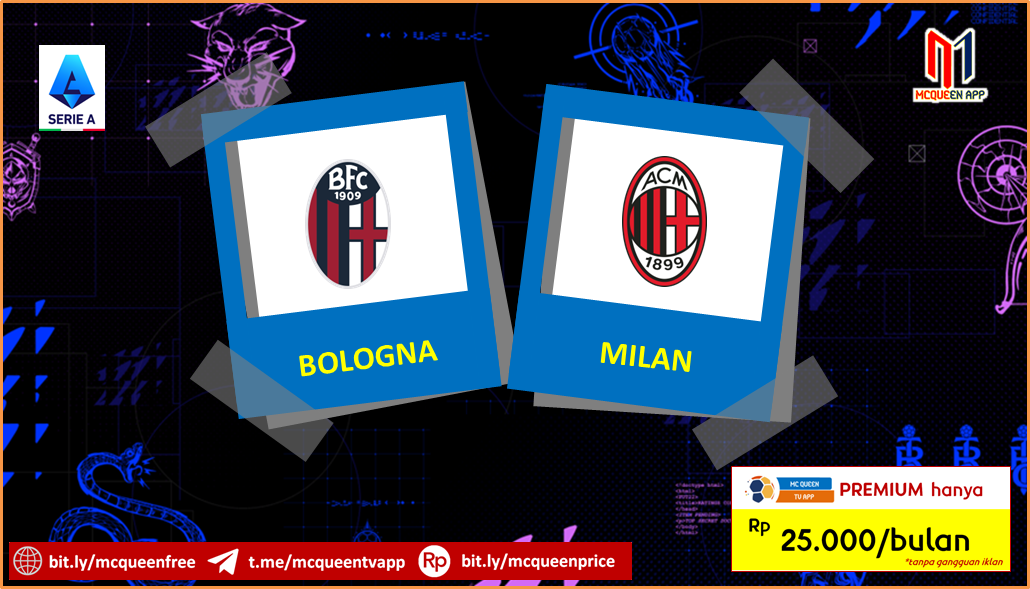 SERIE A
MCQUEEN APP
BFC
1909
ACM
1899
BOLOGNA
MILAN
MC QUEEN
TV APP
PREMIUM hanya
Rp 25.000/bulan
*tanpa gangguan iklan
bit.ly/mcqueenfree
t.me/mcqueentvapp
Rp
bit.ly/mcqueenprice